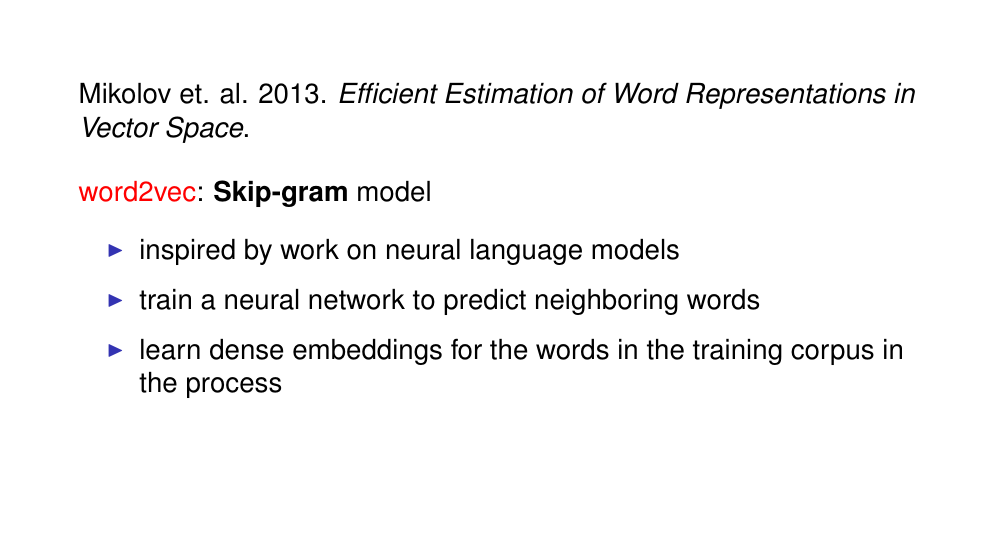 Mikolov et. al. 2013. Efficient Estimation of Word Representations in
Vector Space.
word2vec: Skip-gram model
inspired by work on neural language models
train a neural network to predict neighboring words
learn dense embeddings for the words in the training corpus in
the process